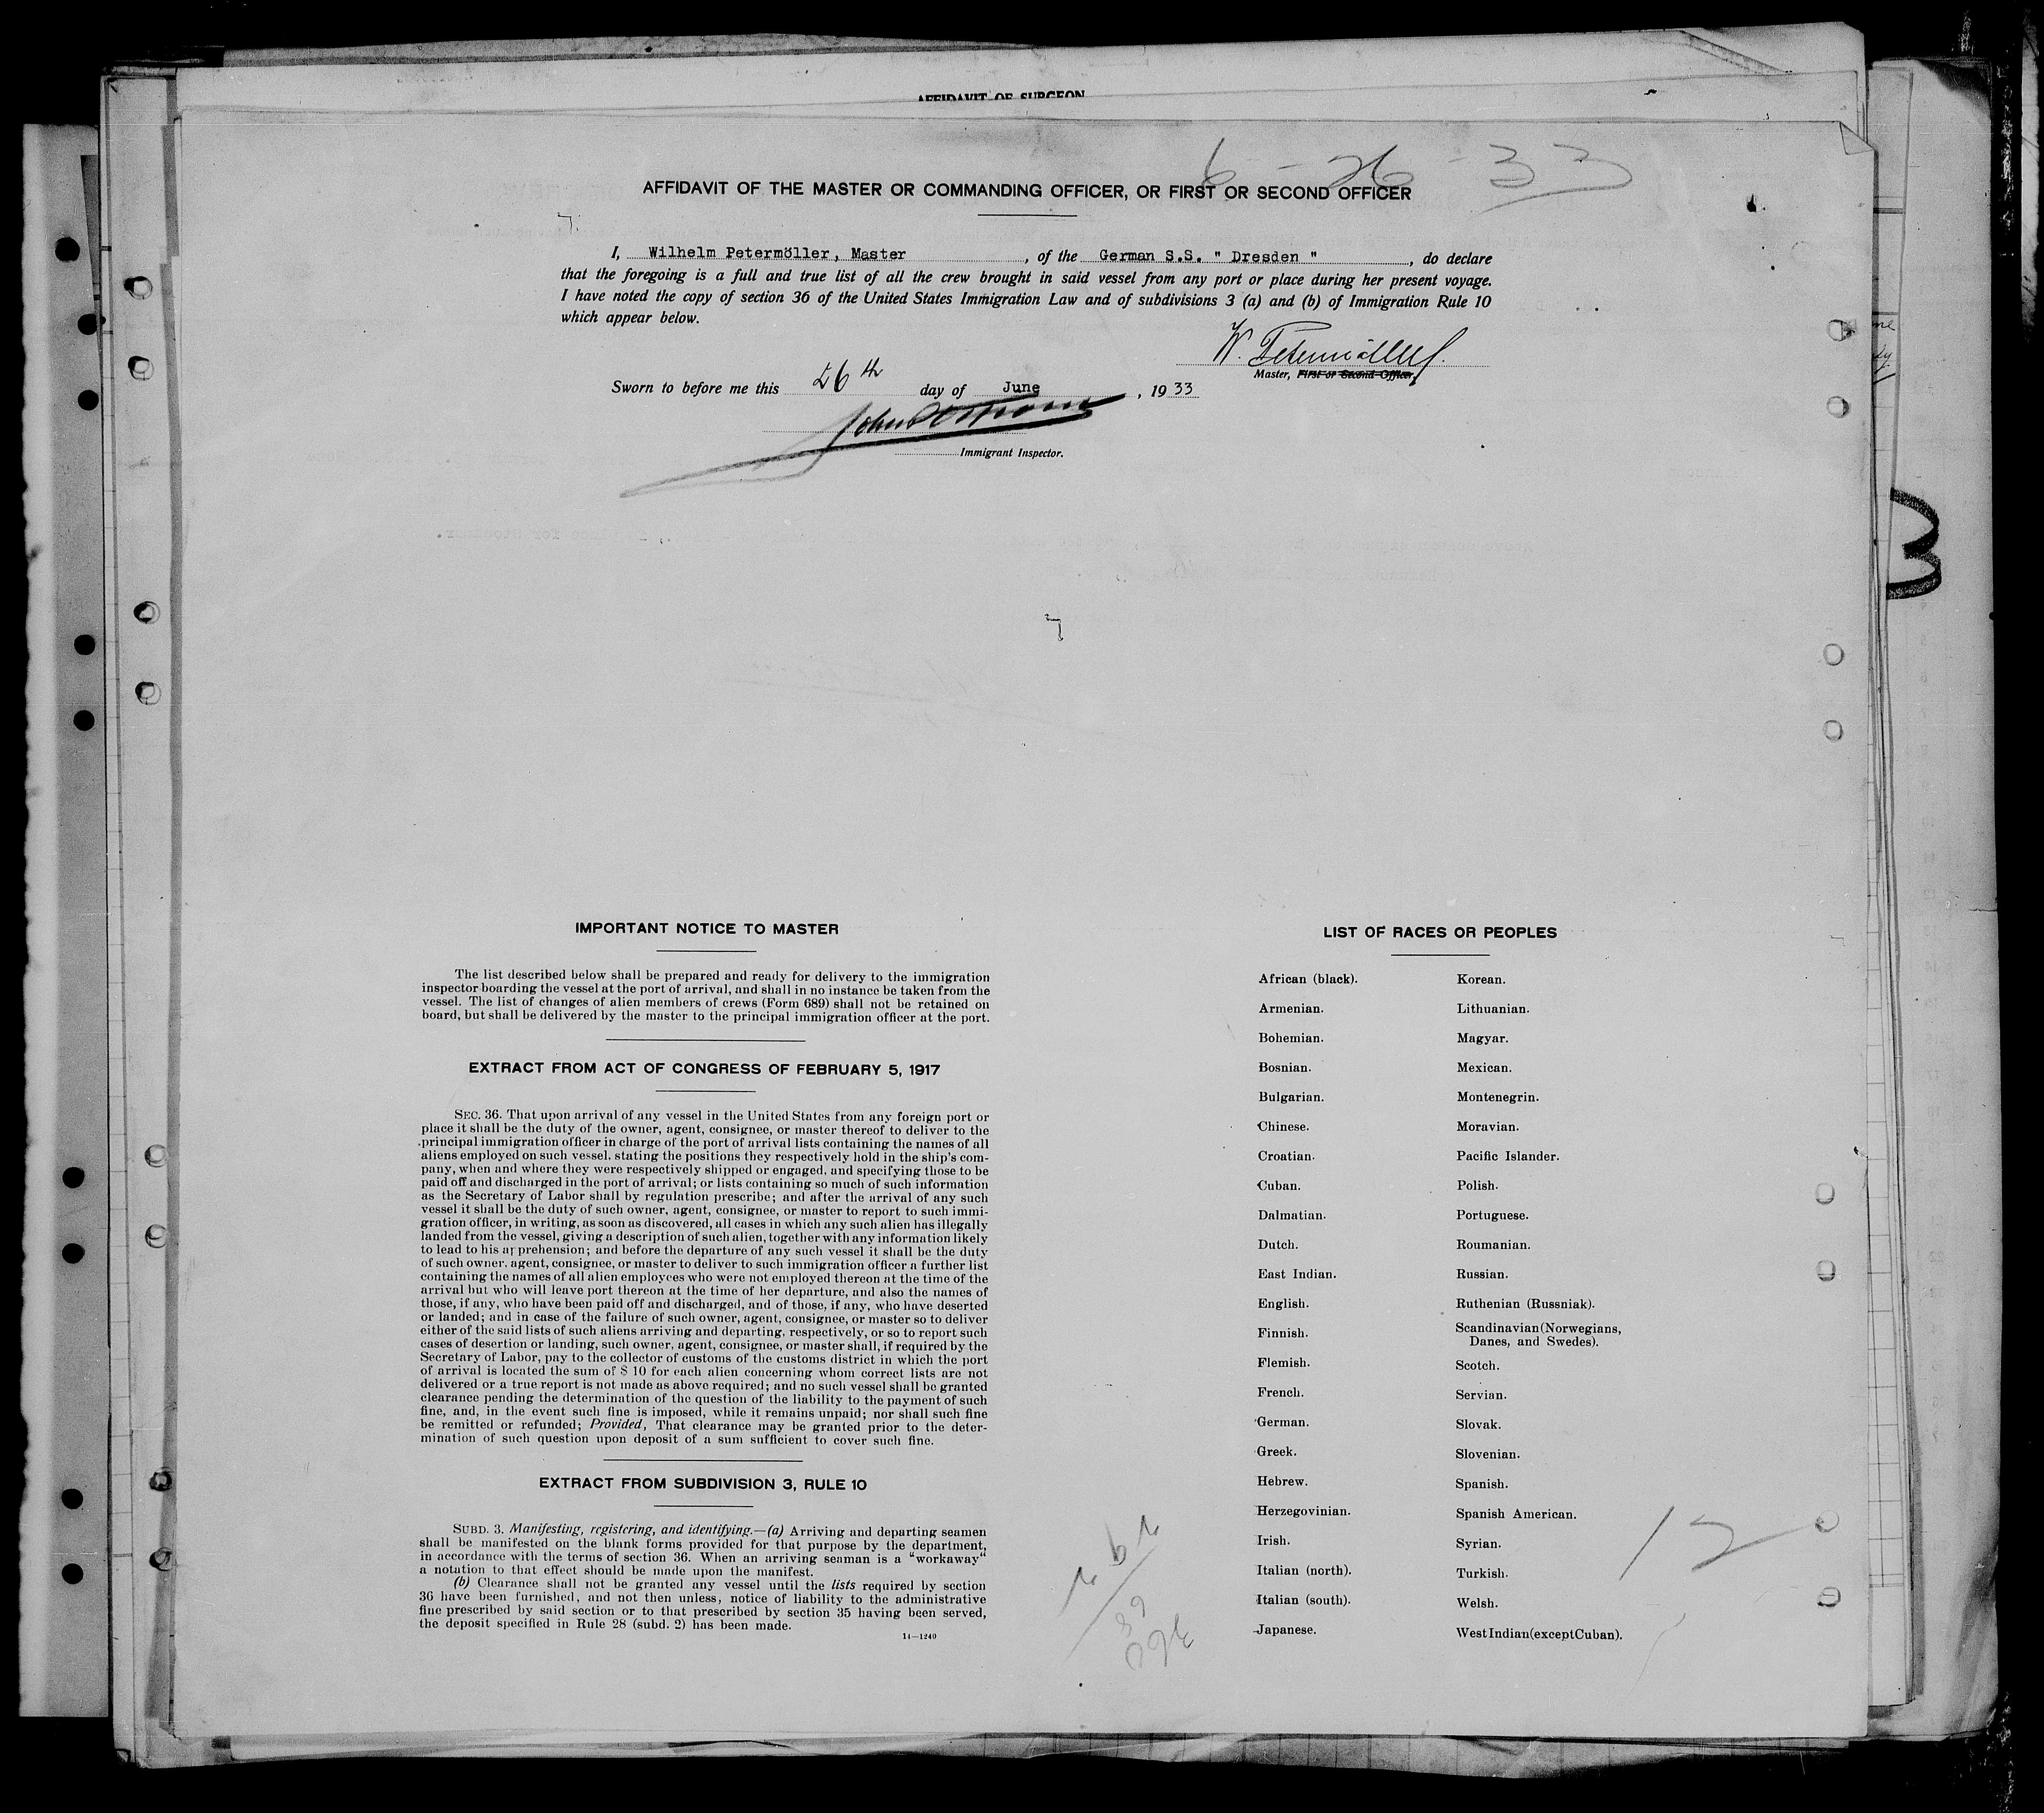 AFFIDAVIT OF SURGEON
6-26-33
AFFIDAVIT OF THE MASTER OR COMMANDING OFFICER, OR FIRST OR SECOND OFFICER
I, Wilhelm Petermöller, Master, of the German S.S. " Dresden ", do declare
that the foregoing is a full and true list of all the crew brought in said vessel from any port or place during her present voyage.
I have noted the copy of section 36 of the United States Immigration Law and of subdivisions 3 (a) and (b) of Immigration Rule 10
which appear below.
W. Petermöller
Master, First or Second Officer
Sworn to before me this 26th day of June, 1933
Immigrant Inspector.
3
IMPORTANT NOTICE TO MASTER
The list described below shall be prepared and ready for delivery to the immigration
inspector boarding the vessel at the port of arrival, and shall in no instance be taken from the
vessel. The list of changes of alien members of crews (Form 689) shall not be retained on
board, but shall be delivered by the master to the principal immigration officer at the port.
EXTRACT FROM ACT OF CONGRESS OF FEBRUARY 5, 1917
SEC. 36. That upon arrival of any vessel in the United States from any foreign port or
place it shall be the duty of the owner, agent, consignee, or master thereof to deliver to the
principal immigration officer in charge of the port of arrival lists containing the names of all
aliens employed on such vessel, stating the positions they respectively hold in the ship's com-
pany, when and where they were respectively shipped or engaged, and specifying those to be
paid off and discharged in the port of arrival; or lists containing so much of such information
as the Secretary of Labor shall by regulation prescribe; and after the arrival of any such
vessel it shall be the duty of such owner, agent, consignee, or master to report to such immi-
gration officer, in writing, as soon as discovered, all cases in which any such alien has illegally
landed from the vessel, giving a description of such alien, together with any information likely
to lead to his apprehension; and before the departure of any such vessel it shall be the duty
of such owner, agent, consignee, or master to deliver to such immigration officer a further list
containing the names of all alien employees who were not employed thereon at the time of the
arrival but who will leave port thereon at the time of her departure, and also the names of
those, if any, who have been paid off and discharged, and of those, if any, who have deserted
or landed; and in case of the failure of such owner, agent, consignee, or master so to deliver
either of the said lists of such aliens arriving and departing, respectively, or so to report such
cases of desertion or landing, such owner, agent, consignee, or master shall, if required by the
Secretary of Labor, pay to the collector of customs of the customs district in which the port
of arrival is located the sum of $ 10 for each alien concerning whom correct lists are not
delivered or a true report is not made as above required; and no such vessel shall be granted
clearance pending the determination of the question of the liability to the payment of such
fine, and, in the event such fine is imposed, while it remains unpaid; nor shall such fine
be remitted or refunded; Provided, That clearance may be granted prior to the deter-
mination of such question upon deposit of a sum sufficient to cover such fine.
EXTRACT FROM SUBDIVISION 3, RULE 10
SUBD. 3. Manifesting, registering, and identifying.—(a) Arriving and departing seamen
shall be manifested on the blank forms provided for that purpose by the department,
in accordance with the terms of section 36. When an arriving seaman is a "workaway"
a notation to that effect should be made upon the manifest.
(b) Clearance shall not be granted any vessel until the lists required by section
36 have been furnished, and not then unless, notice of liability to the administrative
fine prescribed by said section or to that prescribed by section 35 having been served,
the deposit specified in Rule 28 (subd. 2) has been made.
14—1240
LIST OF RACES OR PEOPLES
African (black).
Armenian.
Bohemian.
Bosnian.
Bulgarian.
Chinese.
Croatian.
Cuban.
Dalmatian.
Dutch.
East Indian.
English.
Finnish.
Flemish.
French.
German.
Greek.
Hebrew.
Herzegovinian.
Irish.
Italian (north).
Italian (south).
Japanese.
Korean.
Lithuanian.
Magyar.
Mexican.
Montenegrin.
Moravian.
Pacific Islander.
Polish.
Portuguese.
Roumanian.
Russian.
Ruthenian (Russniak).
Scandinavian (Norwegians,
Danes, and Swedes).
Scotch.
Servian.
Slovak.
Slovenian.
Spanish.
Spanish American.
Syrian.
Turkish.
Welsh.
West Indian (except Cuban).
12